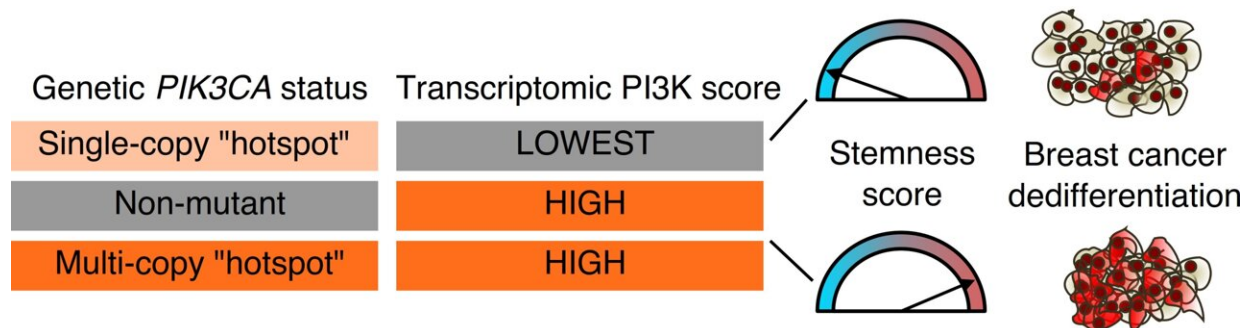 Genetic PIK3CA status
Transcriptomic PI3K score
Single-copy "hotspot"
LOWEST
Non-mutant
HIGH
Multi-copy "hotspot"
HIGH
Stemness
score
Breast cancer
dedifferentiation